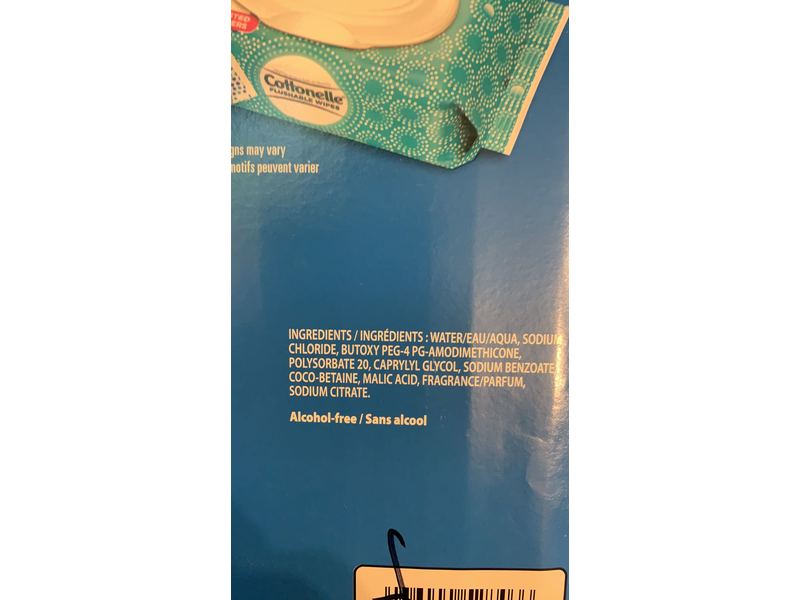 Cottonelle
FLUSHABLE WIPES
may vary
motifs peuvent varier
INGREDIENTS / INGRÉDIENTS : WATER/EAU/AQUA, SODIUM
CHLORIDE, BUTOXY PEG-4 PG-AMODIMETHICONE,
POLYSORBATE 20, CAPRYLYL GLYCOL, SODIUM BENZOATE,
COCO-BETAINE, MALIC ACID, FRAGRANCE/PARFUM,
SODIUM CITRATE.
Alcohol-free / Sans alcool